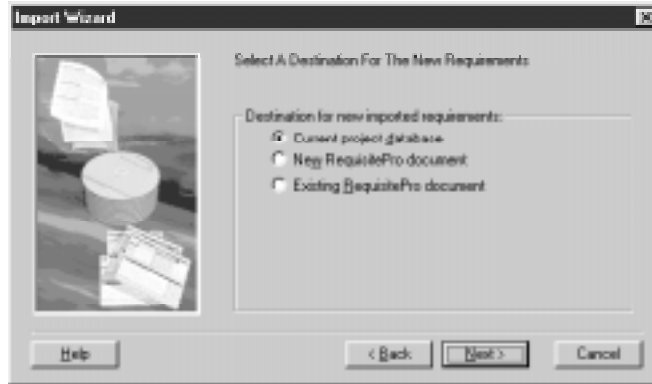 Import Wizard
Select A Destination For The New Requirements
Destination for new imported requirements:
Current project database
New RequisitePro document
Existing RequisitePro document
Help
< Back
Next >
Cancel